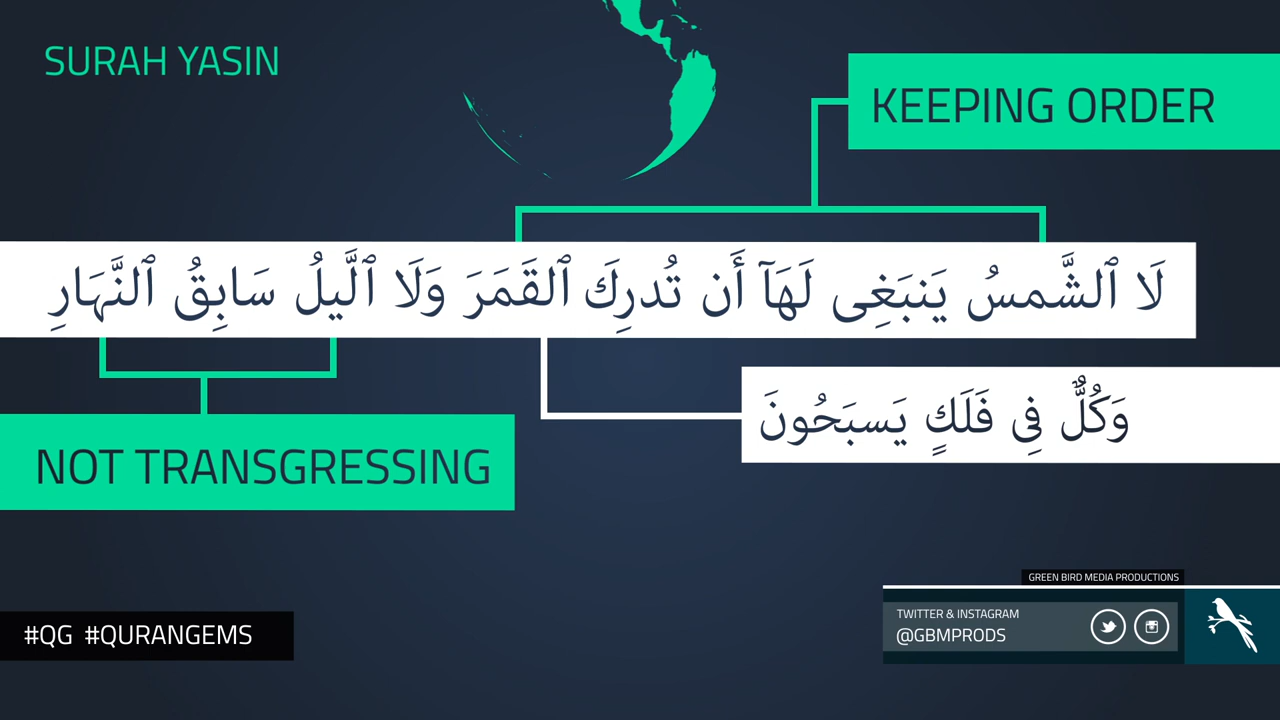 SURAH YASIN
KEEPING ORDER
لَا ٱلشَّمسُ يَنبَغِى لَهَآ أَن تُدرِكَ ٱلقَمَرَ وَلَا ٱلَّيلُ سَابِقُ ٱلنَّهَارِ
وَكُلٌّ فِى فَلَكٍ يَسبَحُونَ
NOT TRANSGRESSING
GREEN BIRD MEDIA PRODUCTIONS
TWITTER & INSTAGRAM
@GBMPRODS
#QG #QURANGEMS